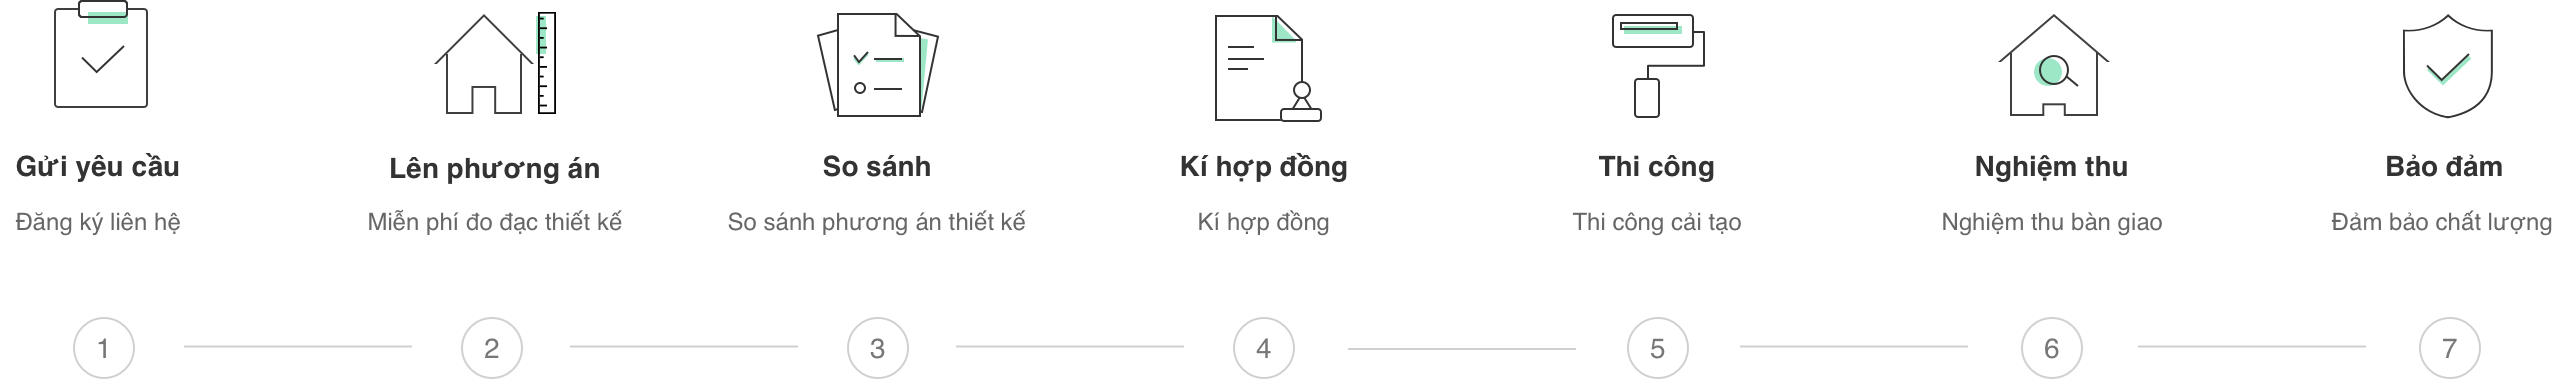 Gửi yêu cầu
Lên phương án
So sánh
Kí hợp đồng
Thi công
Nghiệm thu
Bảo đảm
Đăng ký liên hệ
Miễn phí đo đạc thiết kế
So sánh phương án thiết kế
Kí hợp đồng
Thi công cải tạo
Nghiệm thu bàn giao
Đảm bảo chất lượng
1
2
3
4
5
6
7